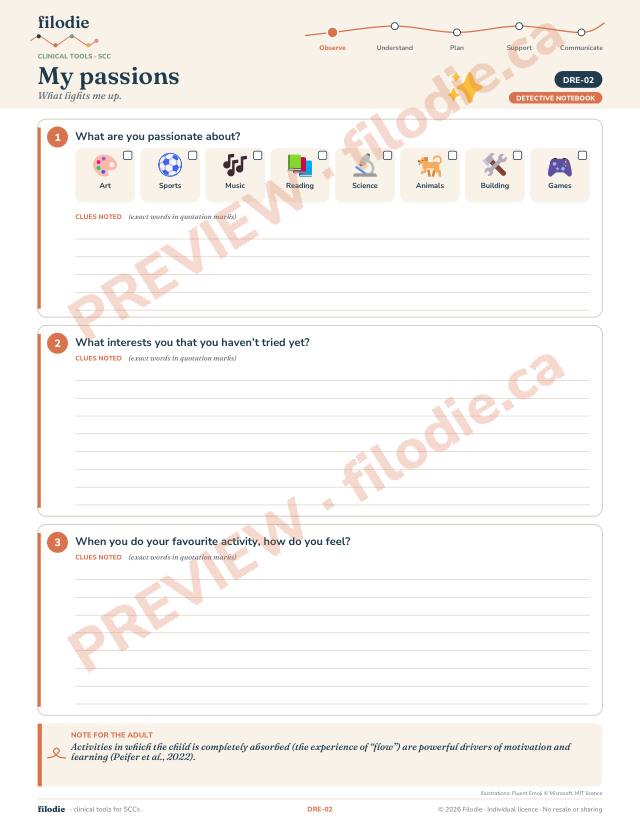 filodie
CLINICAL TOOLS · SCC
Observe Understand Plan Support Communicate
My passions
What lights me up.
DRE-02
DETECTIVE NOTEBOOK
1 What are you passionate about?
Art Sports Music Reading Science Animals Building Games
CLUES NOTED (exact words in quotation marks)
PREVIEW · filodie.ca
2 What interests you that you haven't tried yet?
CLUES NOTED (exact words in quotation marks)
PREVIEW · filodie.ca
3 When you do your favourite activity, how do you feel?
CLUES NOTED (exact words in quotation marks)
NOTE FOR THE ADULT
Activities in which the child is completely absorbed (the experience of "flow") are powerful drivers of motivation and
learning (Peifer et al., 2022).
Illustrations: Fluent Emoji © Microsoft, MIT licence
filodie · clinical tools for SCCs DRE-02 © 2026 Filodie · Individual licence · No resale or sharing